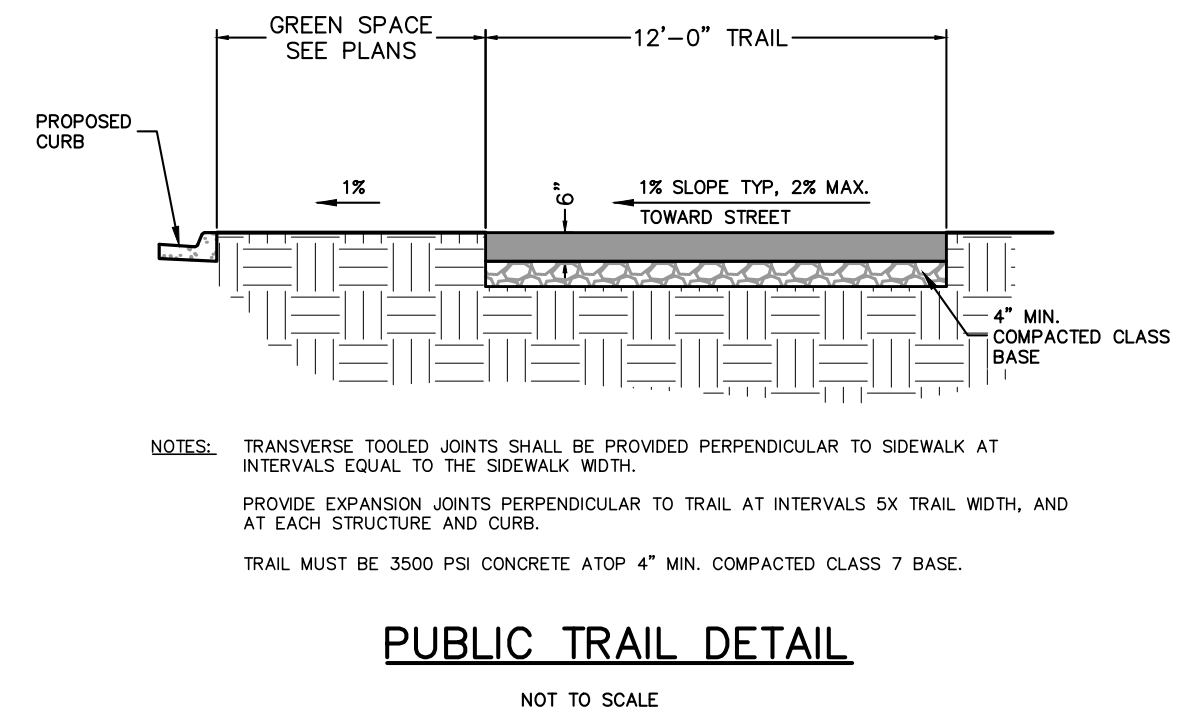 GREEN SPACE
SEE PLANS
12'-0" TRAIL
PROPOSED
CURB
1%
6"
1% SLOPE TYP, 2% MAX.
TOWARD STREET
4" MIN.
COMPACTED CLASS
BASE
NOTES: TRANSVERSE TOOLED JOINTS SHALL BE PROVIDED PERPENDICULAR TO SIDEWALK AT
INTERVALS EQUAL TO THE SIDEWALK WIDTH.
PROVIDE EXPANSION JOINTS PERPENDICULAR TO TRAIL AT INTERVALS 5X TRAIL WIDTH, AND
AT EACH STRUCTURE AND CURB.
TRAIL MUST BE 3500 PSI CONCRETE ATOP 4" MIN. COMPACTED CLASS 7 BASE.
PUBLIC TRAIL DETAIL
NOT TO SCALE